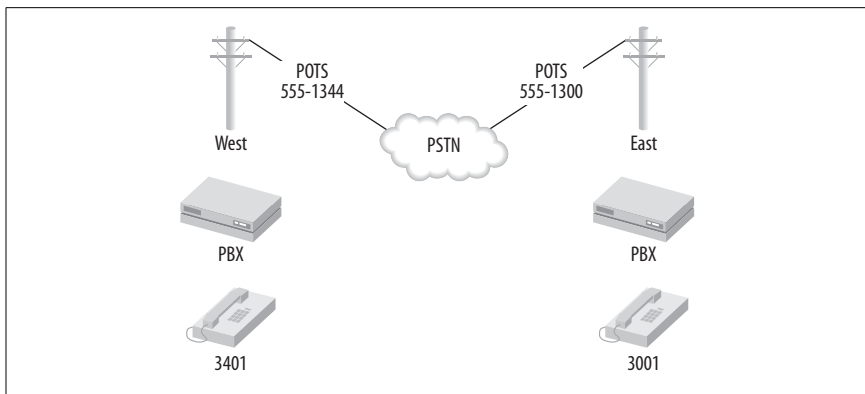 POTS
555-1344
POTS
555-1300
West
PSTN
East
PBX
PBX
3401
3001